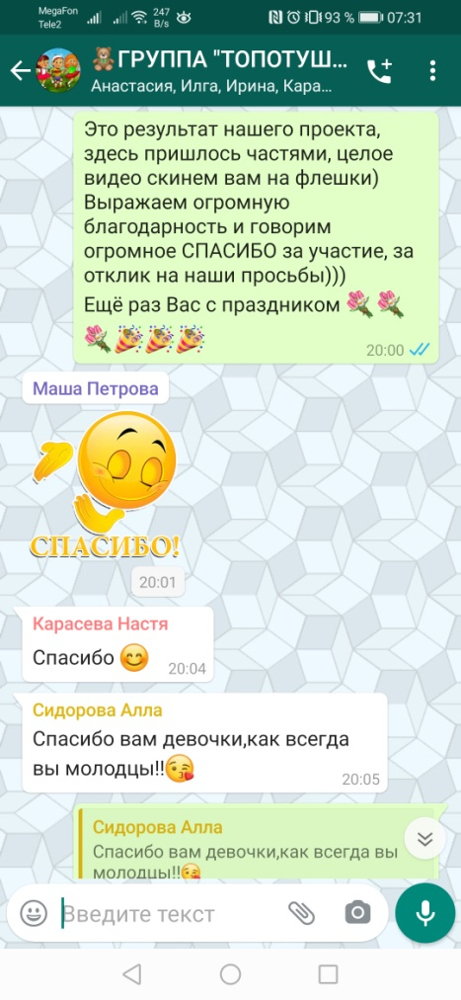 MegaFon
Tele2
247
B/s
93 %
07:31
ГРУППА "ТОПОТУШ...
Анастасия, Илга, Ирина, Кара...
Это результат нашего проекта,
здесь пришлось частями, целое
видео скинем вам на флешки)
Выражаем огромную
благодарность и говорим
огромное СПАСИБО за участие, за
отклик на наши просьбы)))
Ещё раз Вас с праздником
20:00
Маша Петрова
СПАСИБО!
20:01
Карасева Настя
Спасибо
20:04
Сидорова Алла
Спасибо вам девочки,как всегда
вы молодцы!!
20:05
Сидорова Алла
Спасибо вам девочки,как всегда вы
молодцы!!
Введите текст